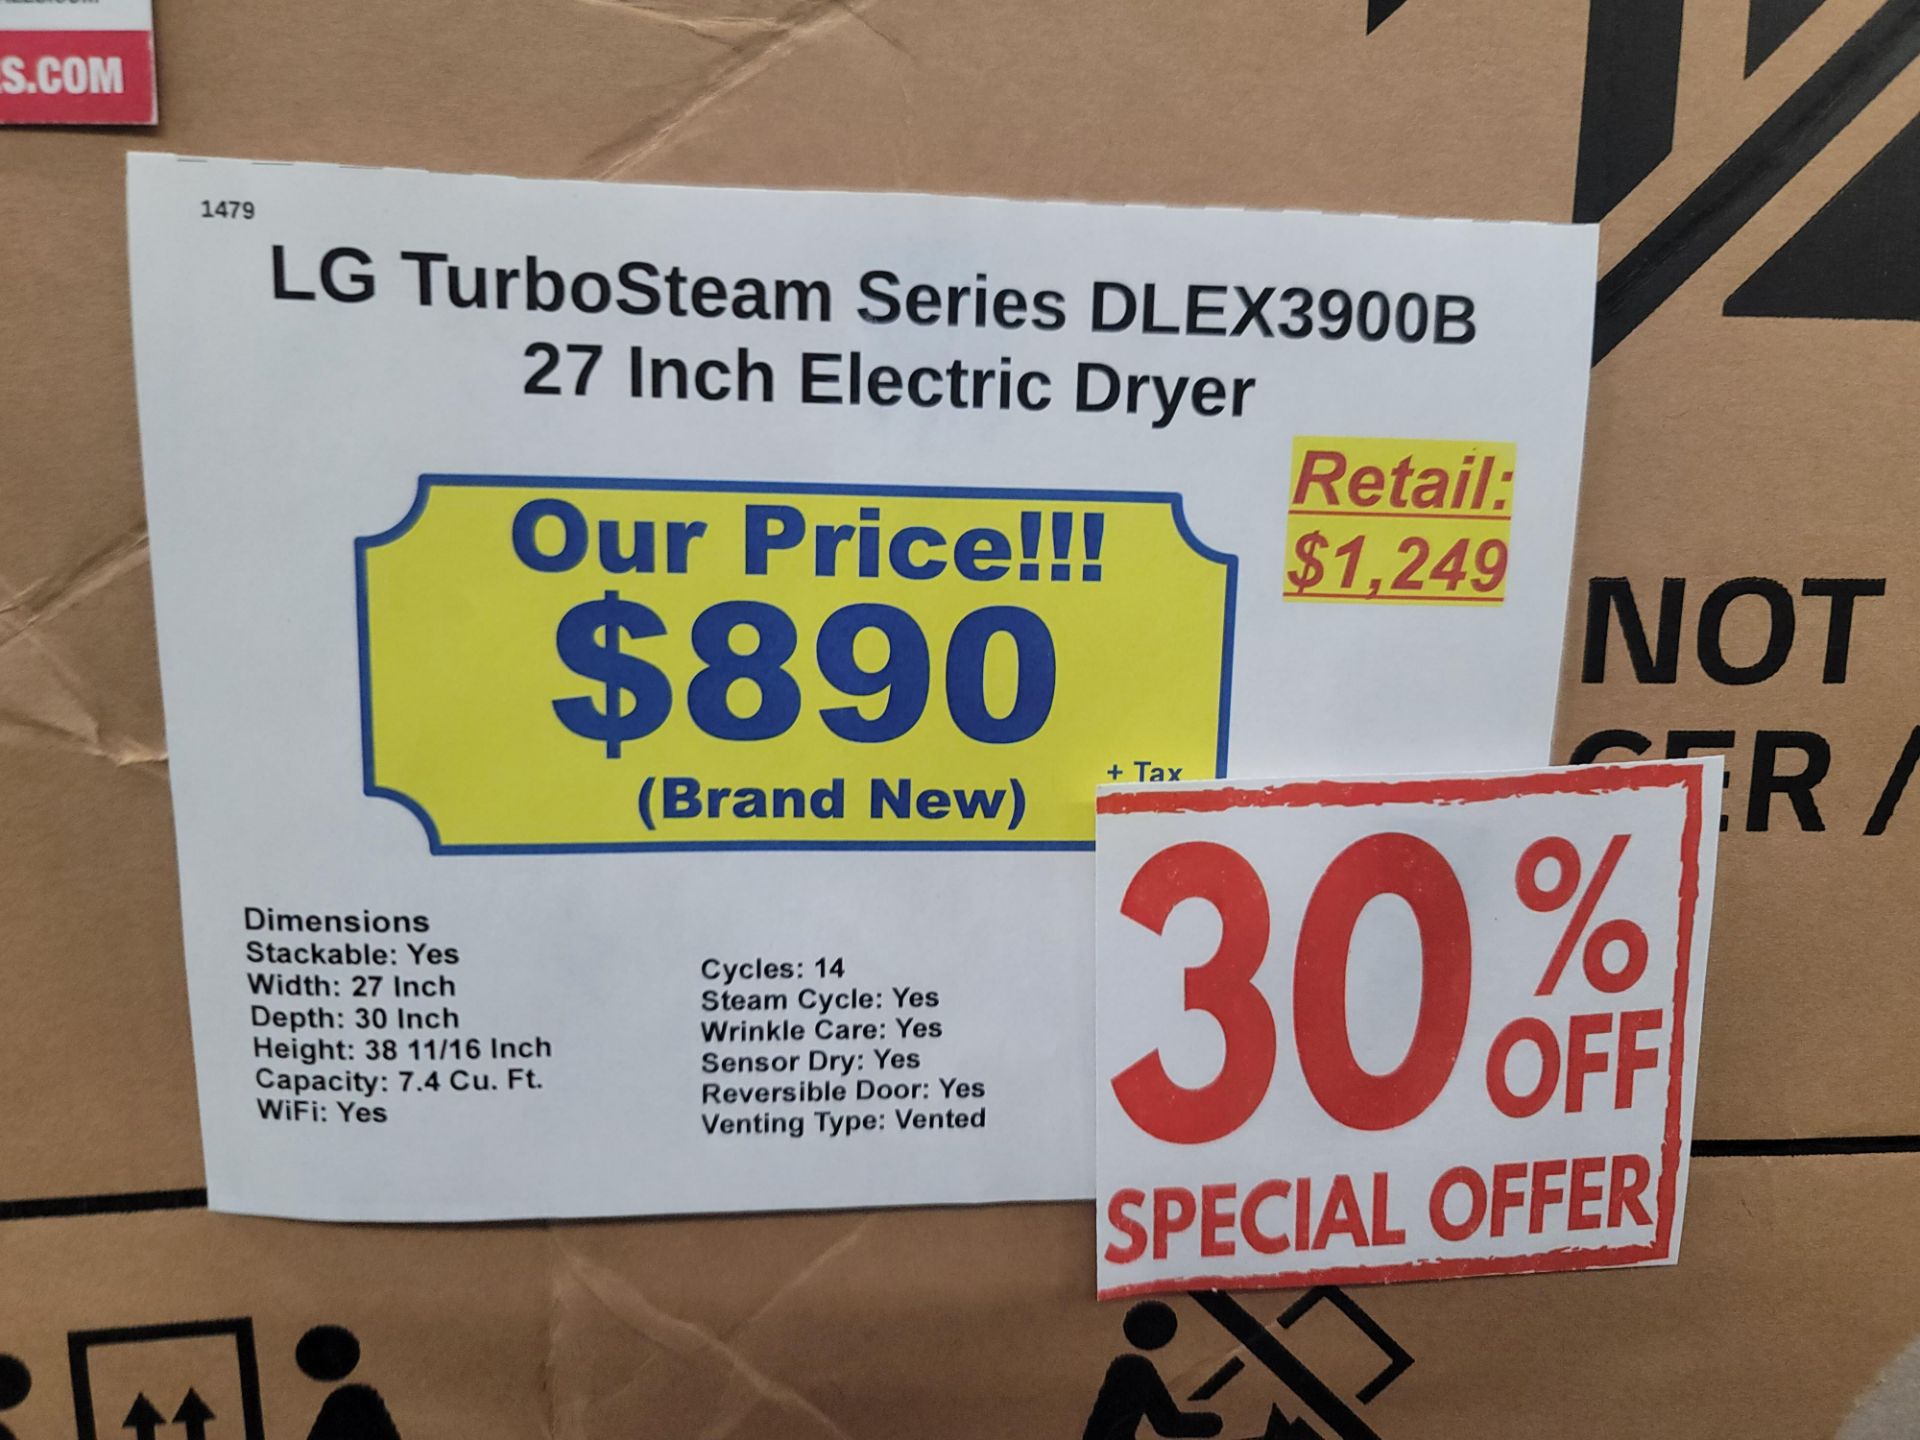 S.COM
1479
LG TurboSteam Series DLEX3900B
27 Inch Electric Dryer
Retail:
$1,249
Our Price!!!
$890
(Brand New)
+ Tax
Dimensions
Stackable: Yes
Width: 27 Inch
Depth: 30 Inch
Height: 38 11/16 Inch
Capacity: 7.4 Cu. Ft.
WiFi: Yes
Cycles: 14
Steam Cycle: Yes
Wrinkle Care: Yes
Sensor Dry: Yes
Reversible Door: Yes
Venting Type: Vented
30%
OFF
SPECIAL OFFER
NOT
ER /